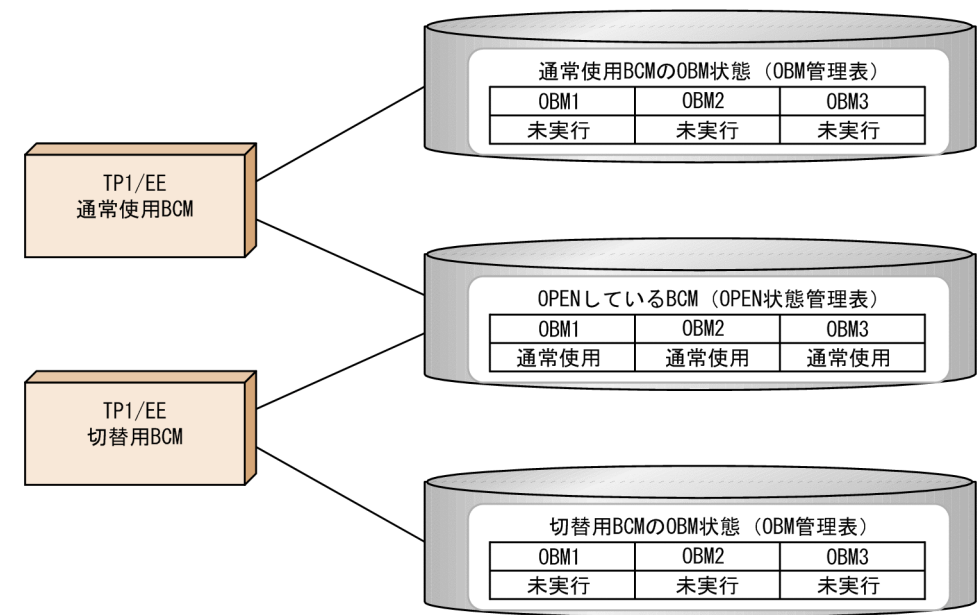 通常使用BCMのOBM状態（OBM管理表）
OBM1 OBM2 OBM3
未実行 未実行 未実行
TP1/EE
通常使用BCM
OPENしているBCM（OPEN状態管理表）
OBM1 OBM2 OBM3
通常使用 通常使用 通常使用
TP1/EE
切替用BCM
切替用BCMのOBM状態（OBM管理表）
OBM1 OBM2 OBM3
未実行 未実行 未実行